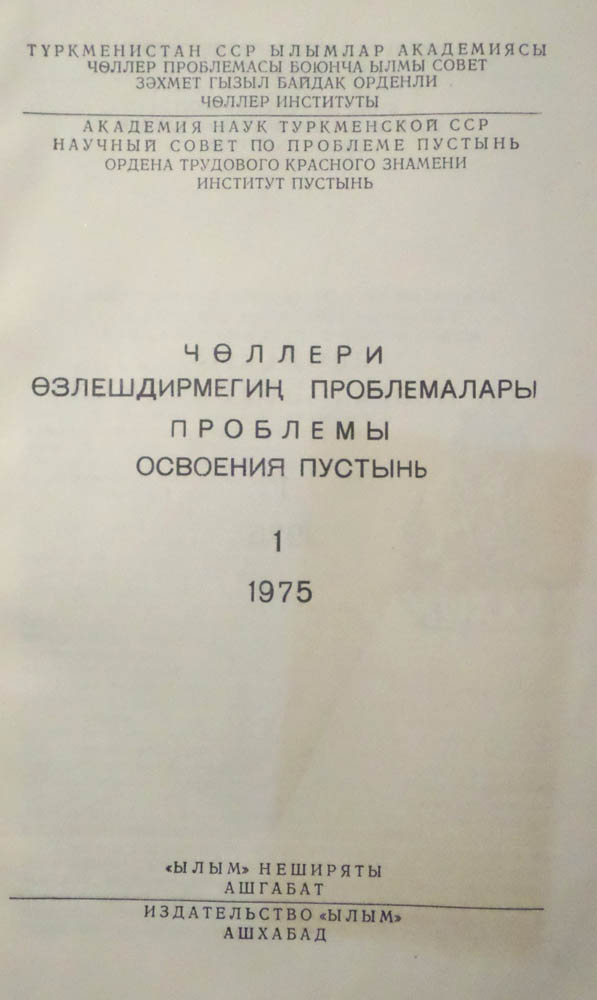 ТҮРКМЕНИСТАН ССР ЫЛЫМЛАР АКАДЕМИЯСЫ
ЧӨЛЛЕР ПРОБЛЕМАСЫ БОЮНЧА ЫЛМЫ СОВЕТ
ЗӘХМЕТ ГЫЗЫЛ БАЙДАК ОРДЕНЛИ
ЧӨЛЛЕР ИНСТИТУТЫ
АКАДЕМИЯ НАУК ТУРКМЕНСКОЙ ССР
НАУЧНЫЙ СОВЕТ ПО ПРОБЛЕМЕ ПУСТЫНЬ
ОРДЕНА ТРУДОВОГО КРАСНОГО ЗНАМЕНИ
ИНСТИТУТ ПУСТЫНЬ
ЧӨЛЛЕРИ
ӨЗЛЕШДИРМЕГИҢ ПРОБЛЕМАЛАРЫ
ПРОБЛЕМЫ
ОСВОЕНИЯ ПУСТЫНЬ
1
1975
«ЫЛЫМ» НЕШИРЯТЫ
АШГАБАТ
ИЗДАТЕЛЬСТВО «ЫЛЫМ»
АШХАБАД